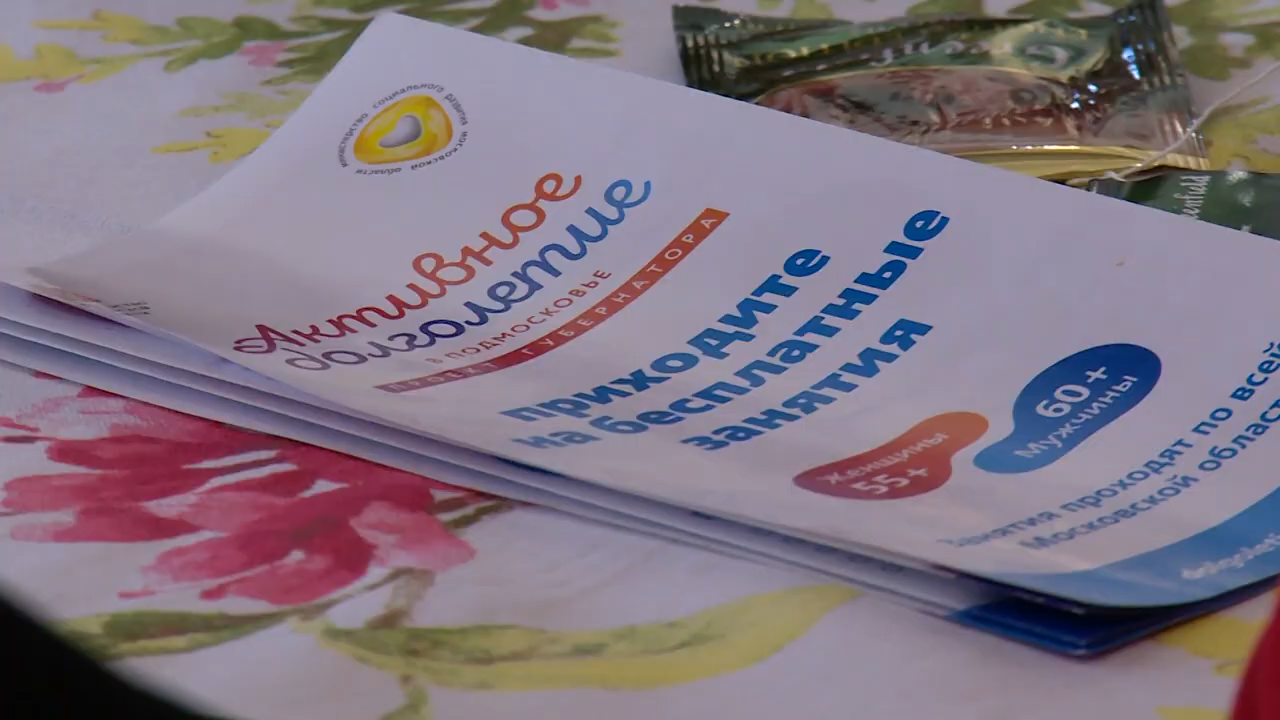 министерство социального развития московской области
Активное
долголетие
в ПОДМОСКОВЬЕ
ПРОЕКТ ГУБЕРНАТОРА
приходите
на бесплатные
занятия
Женщины
55+
60+
Мужчины
Занятия проходят по всей
Московской област